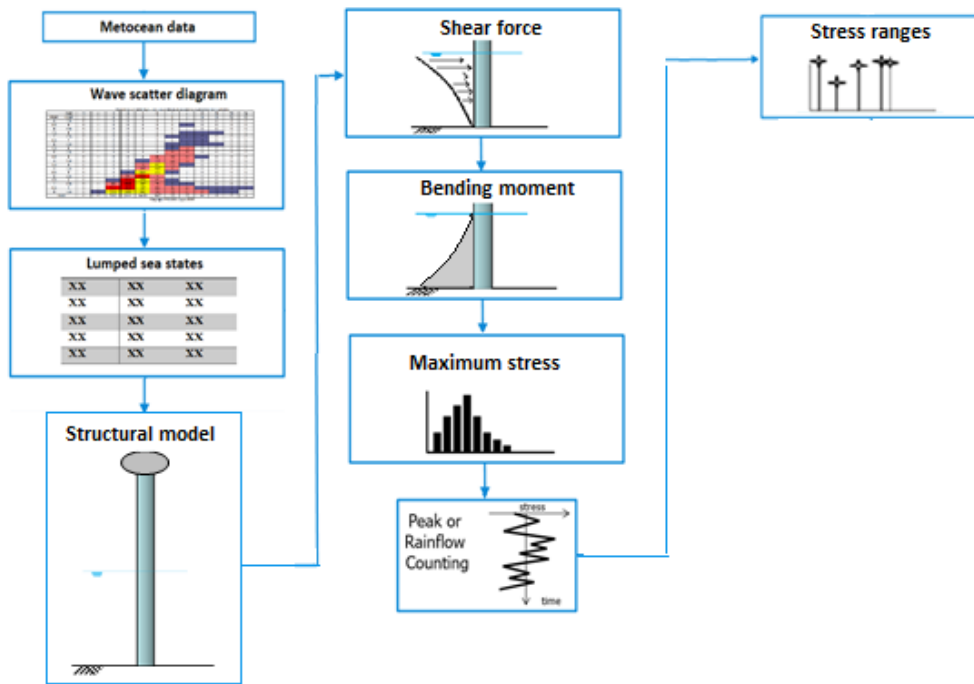 Metocean data
Wave scatter diagram
Lumped sea states
XX XX XX
XX XX XX
XX XX XX
XX XX XX
XX XX XX
Structural model
Shear force
Bending moment
Maximum stress
Peak or
Rainflow
Counting
stress
time
Stress ranges